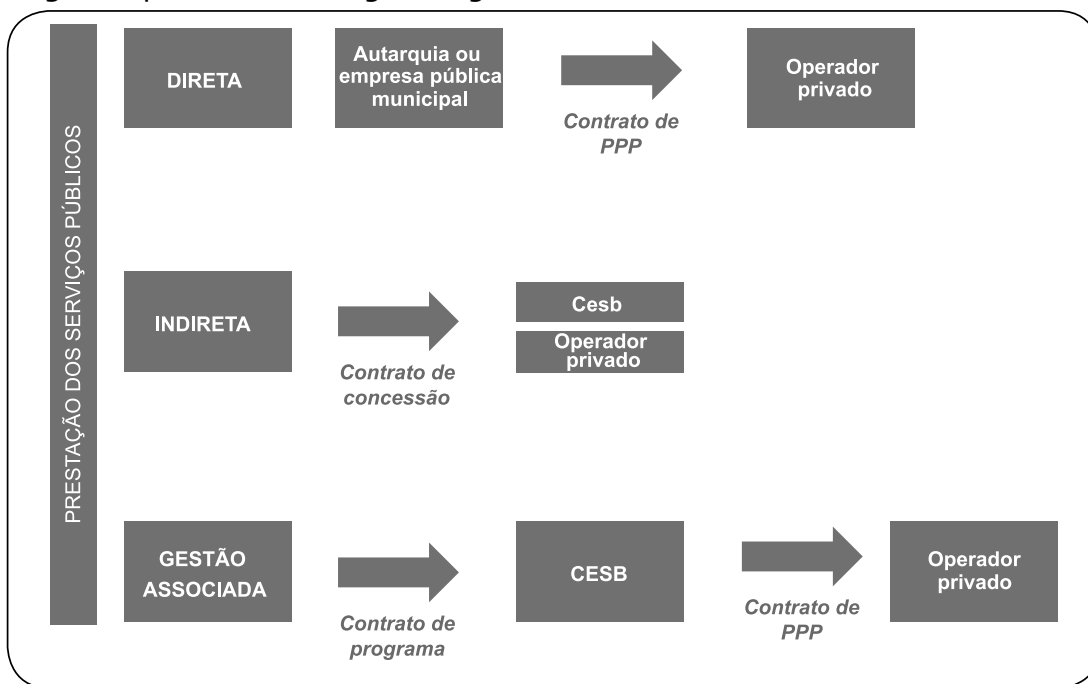 PRESTAÇÃO DOS SERVIÇOS PÚBLICOS
DIRETA
Autarquia ou
empresa pública
municipal
Contrato de
PPP
Operador
privado
INDIRETA
Contrato de
concessão
Cesb
Operador
privado
GESTÃO
ASSOCIADA
Contrato de
programa
CESB
Contrato de
PPP
Operador
privado